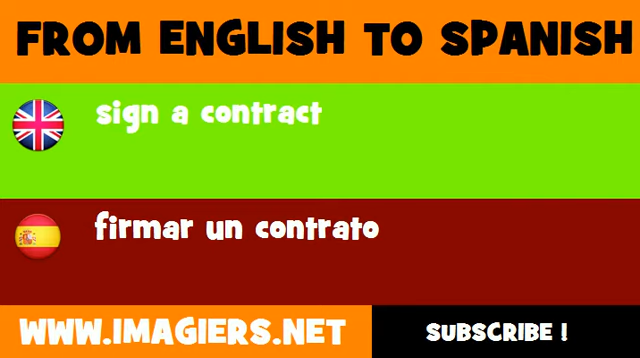 FROM ENGLISH TO SPANISH
sign a contract
firmar un contrato
WWW.IMAGIERS.NET
SUBSCRIBE !